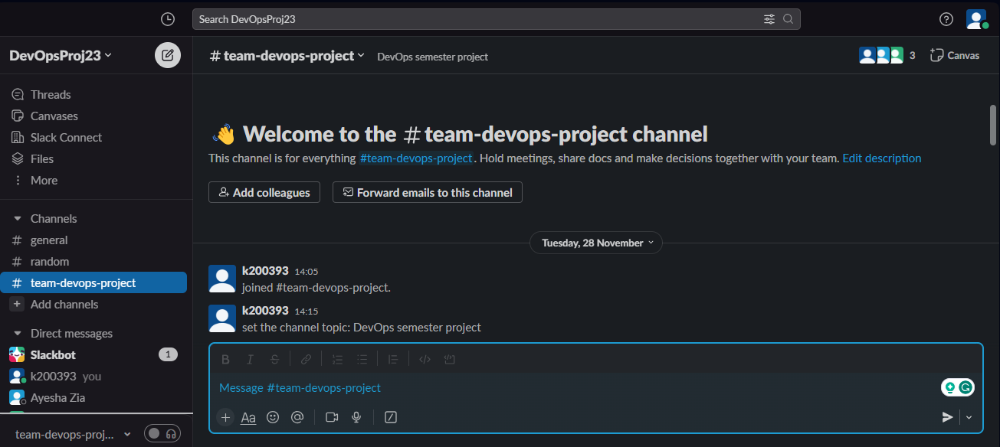 Search DevOpsProj23
DevOpsProj23
# team-devops-project
DevOps semester project
3
Canvas
Threads
Canvases
Slack Connect
Files
More
Channels
# general
# random
# team-devops-project
+ Add channels
Direct messages
Slackbot 1
k200393 you
Ayesha Zia
team-devops-proj...
Welcome to the # team-devops-project channel
This channel is for everything #team-devops-project. Hold meetings, share docs and make decisions together with your team. Edit description
Add colleagues
Forward emails to this channel
Tuesday, 28 November
k200393 14:05
joined #team-devops-project.
k200393 14:15
set the channel topic: DevOps semester project
B I S
Message #team-devops-project
+ Aa @